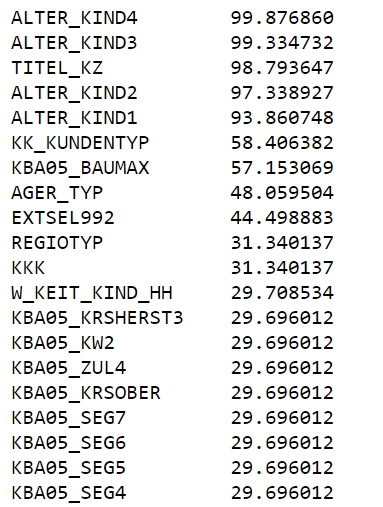 ALTER_KIND4 99.876860
ALTER_KIND3 99.334732
TITEL_KZ 98.793647
ALTER_KIND2 97.338927
ALTER_KIND1 93.860748
KK_KUNDENTYP 58.406382
KBA05_BAUMAX 57.153069
AGER_TYP 48.059504
EXTSEL992 44.498883
REGIOTYP 31.340137
KKK 31.340137
W_KEIT_KIND_HH 29.708534
KBA05_KRSHERST3 29.696012
KBA05_KW2 29.696012
KBA05_ZUL4 29.696012
KBA05_KRSOBER 29.696012
KBA05_SEG7 29.696012
KBA05_SEG6 29.696012
KBA05_SEG5 29.696012
KBA05_SEG4 29.696012